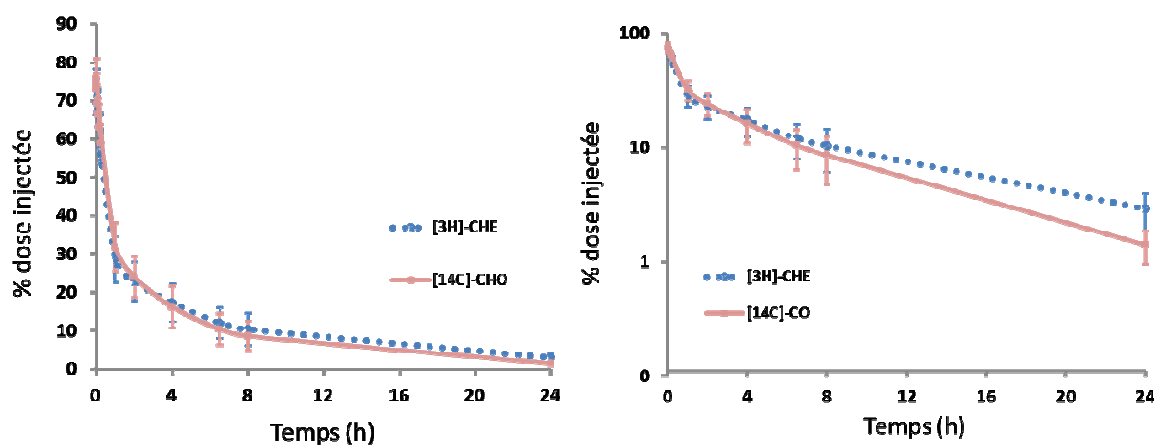 90
80
70
60
50
40
30
20
10
0
% dose injectée
0 4 8 12 16 20 24
Temps (h)
[3H]-CHE
[14C]-CHO
100
10
1
0
% dose injectée
0 4 8 12 16 20 24
Temps (h)
[3H]-CHE
[14C]-CO